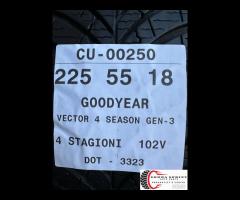 CU-00250
225 55 18
GOODYEAR
VECTOR 4 SEASON GEN-3
4 STAGIONI 102V
DOT - 3323